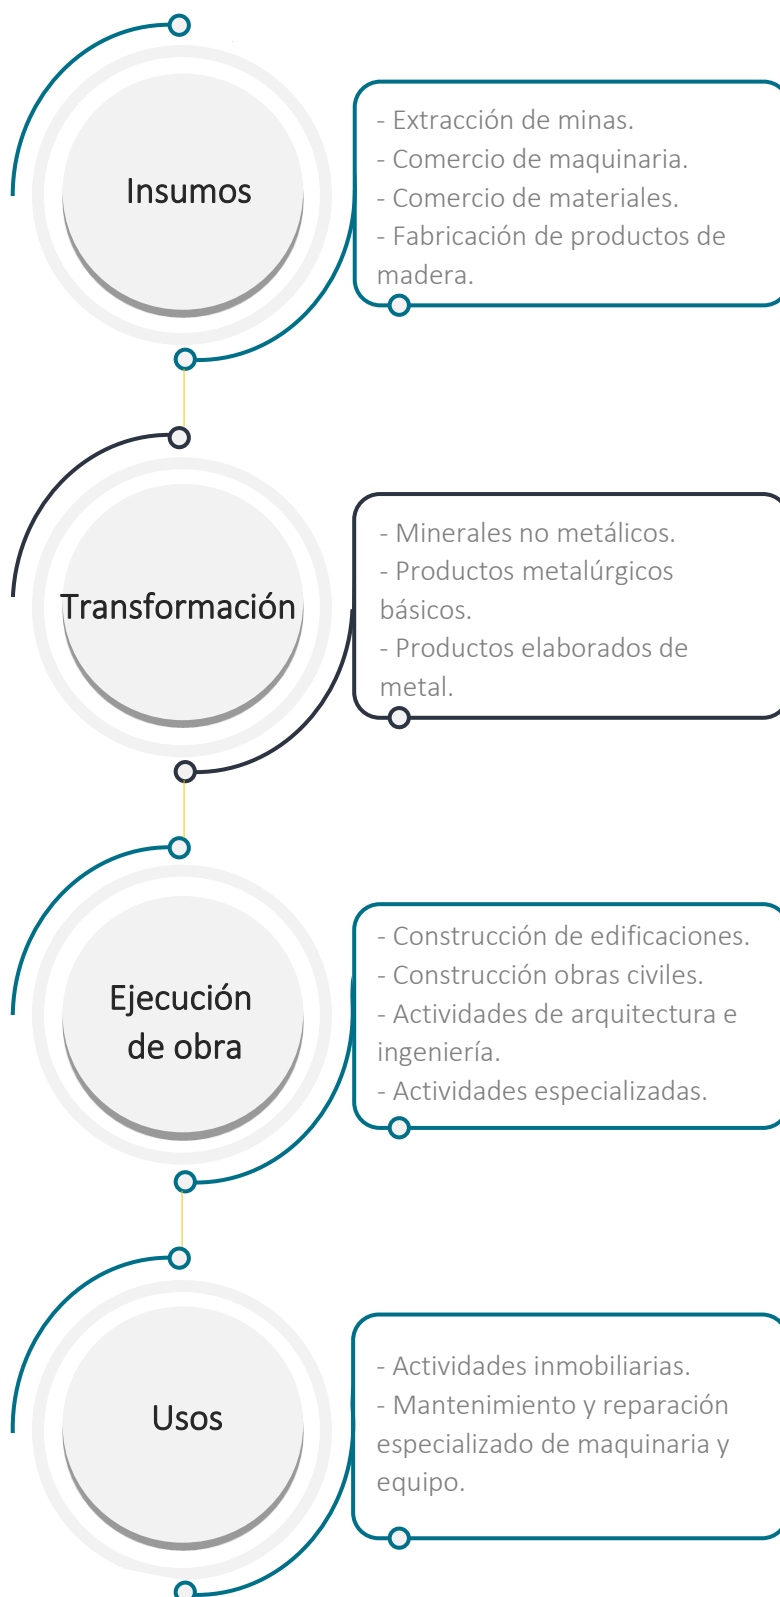 Insumos
- Extracción de minas.
- Comercio de maquinaria.
- Comercio de materiales.
- Fabricación de productos de
madera.
Transformación
- Minerales no metálicos.
- Productos metalúrgicos
básicos.
- Productos elaborados de
metal.
Ejecución
de obra
- Construcción de edificaciones.
- Construcción obras civiles.
- Actividades de arquitectura e
ingeniería.
- Actividades especializadas.
Usos
- Actividades inmobiliarias.
- Mantenimiento y reparación
especializado de maquinaria y
equipo.